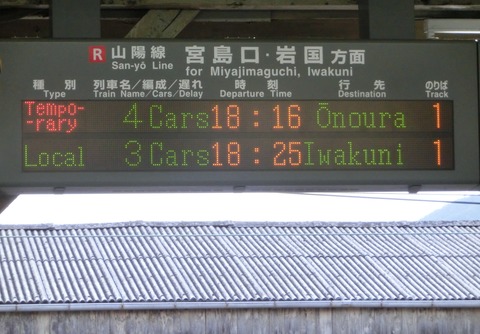 R 山陽線 宮島口・岩国方面
San-yō Line for Miyajimaguchi, Iwakuni
種別 列車名/編成/遅れ 時刻 行先 のりば
Type Train Name/Cars/Delay Departure Time Destination Track
Tempo-
-rary 4 Cars 18:16 Ōnoura 1
Local 3 Cars 18:25 Iwakuni 1